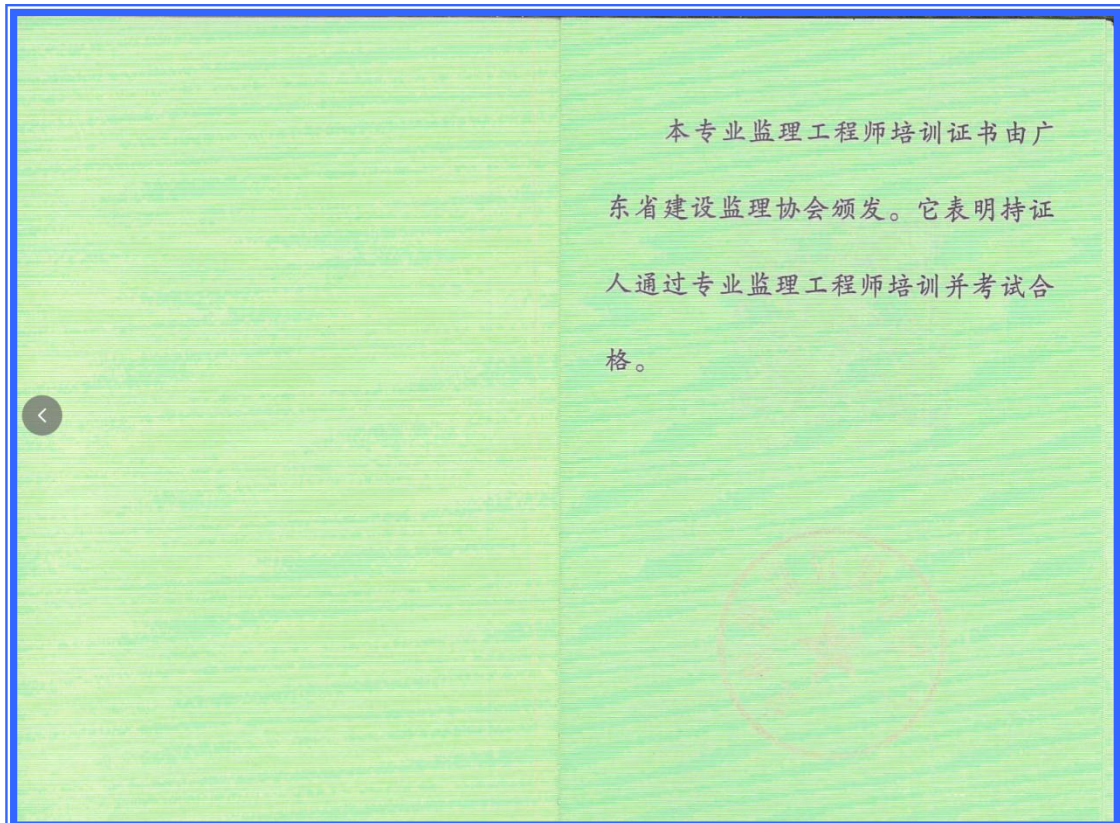 本专业监理工程师培训证书由广
东省建设监理协会颁发。它表明持证
人通过专业监理工程师培训并考试合
格。